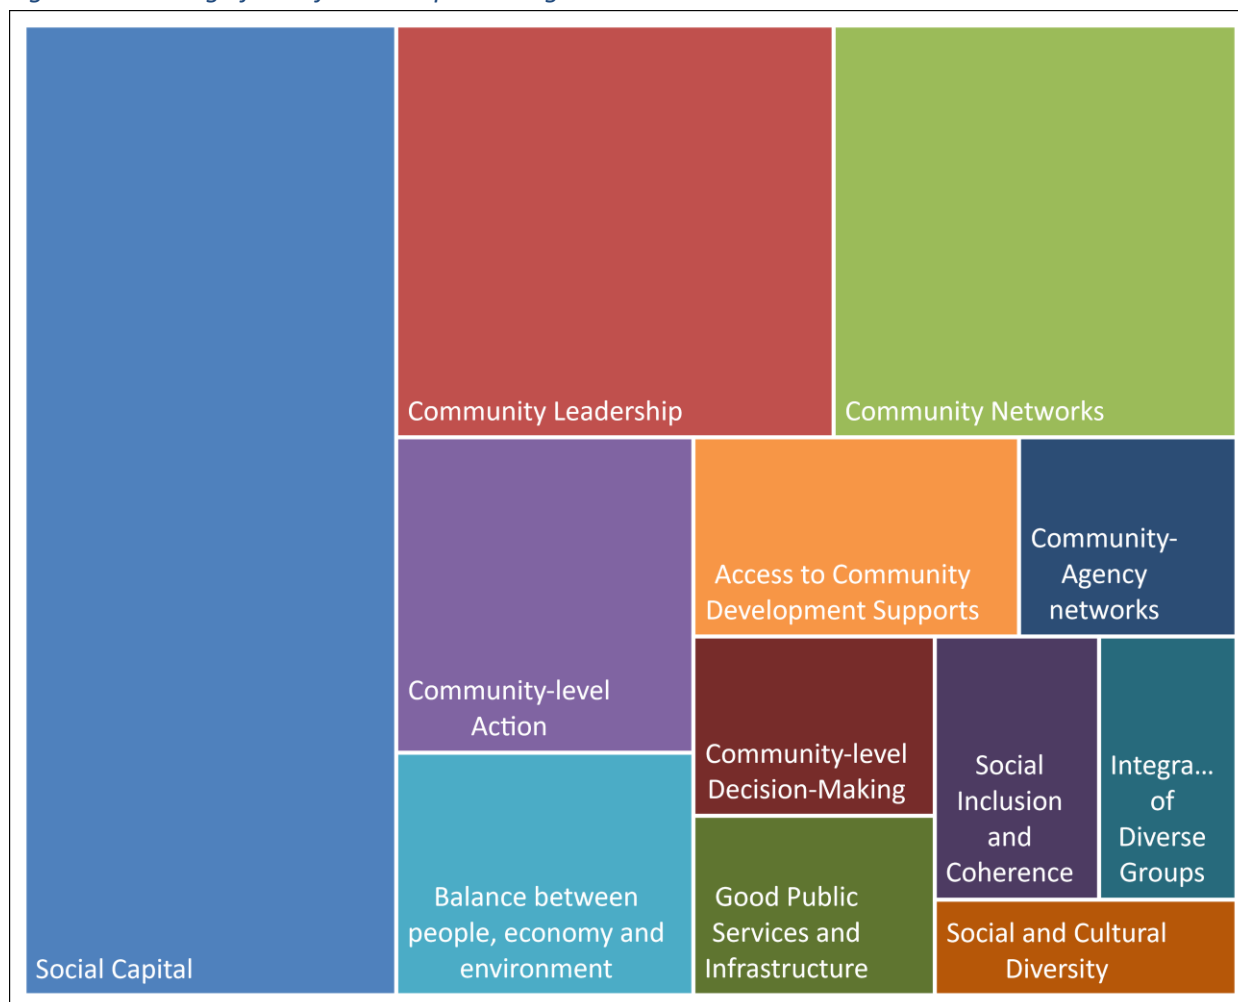 Social Capital
Community Leadership
Community Networks
Community-level
Action
Access to Community
Development Supports
Community-
Agency
networks
Balance between
people, economy and
environment
Community-level
Decision-Making
Good Public
Services and
Infrastructure
Social
Inclusion
and
Coherence
Integra...
of
Diverse
Groups
Social and Cultural
Diversity